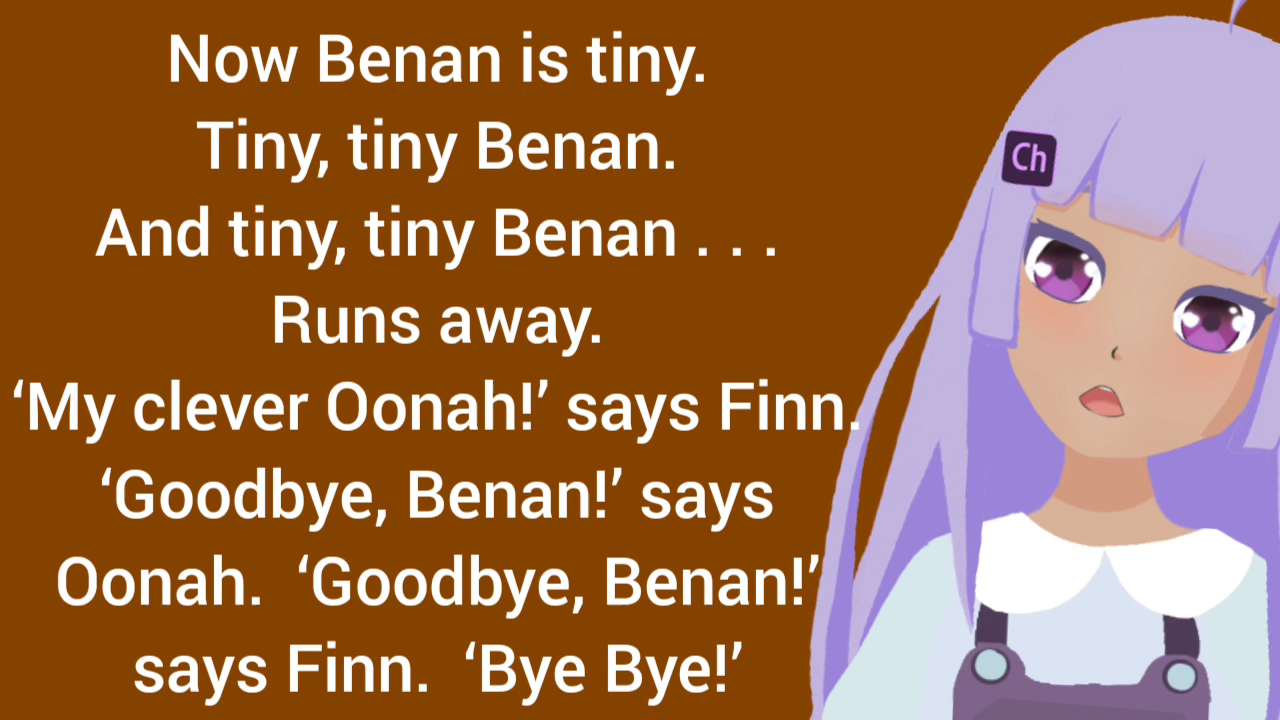 Now Benan is tiny.
Tiny, tiny Benan.
And tiny, tiny Benan . . .
Runs away.
‘My clever Oonah!’ says Finn.
‘Goodbye, Benan!’ says
Oonah.  ‘Goodbye, Benan!’
says Finn.  ‘Bye Bye!’
Ch